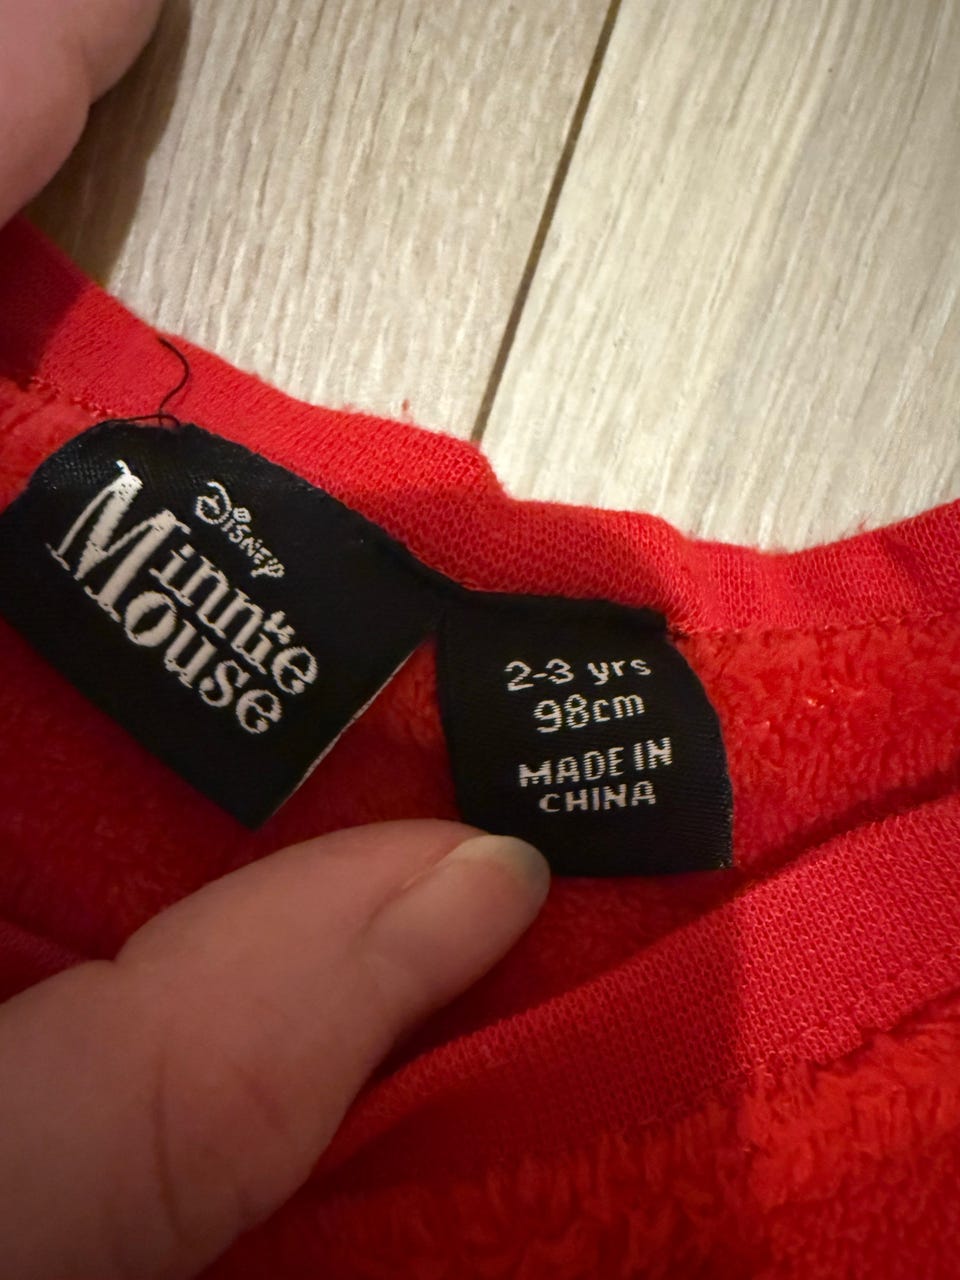 Disney
Minnie
Mouse
2-3 yrs
98cm
MADE IN
CHINA